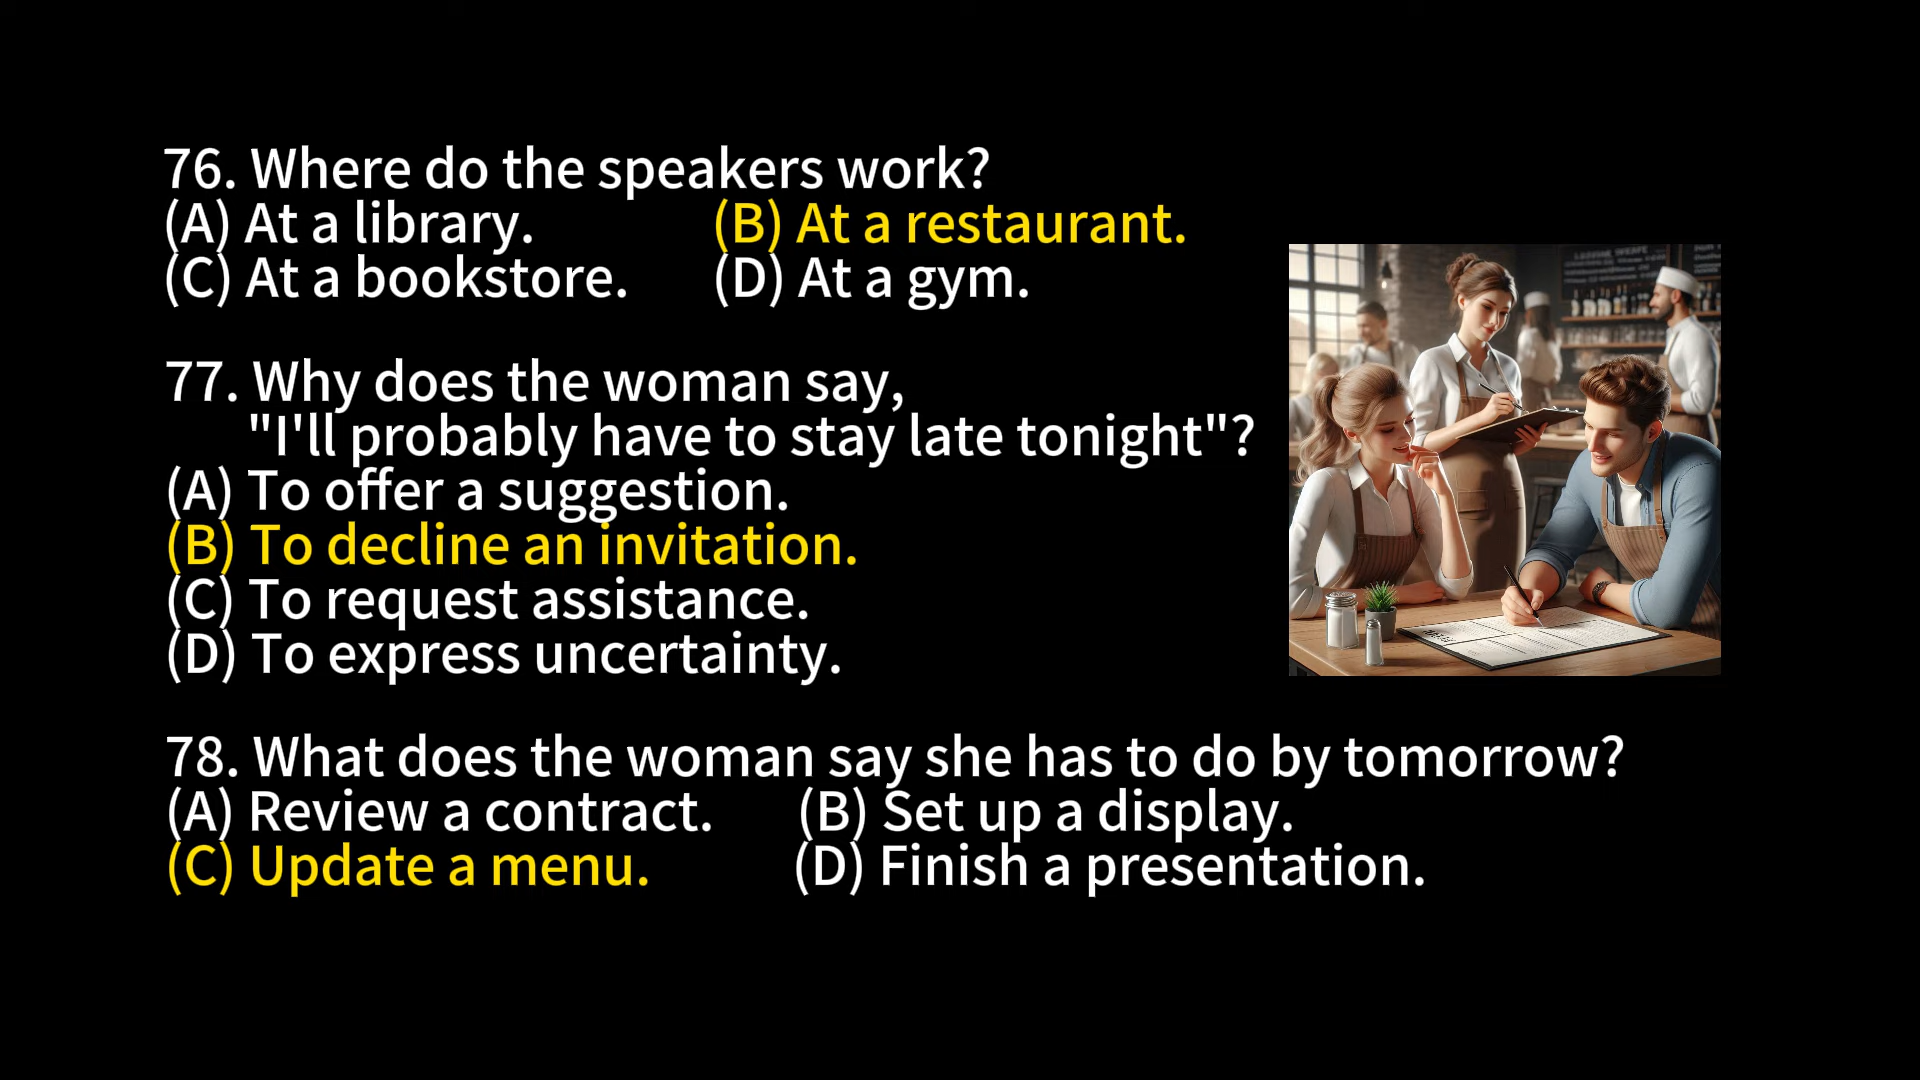 76. Where do the speakers work?
(A) At a library. (B) At a restaurant.
(C) At a bookstore. (D) At a gym.
77. Why does the woman say,
"I'll probably have to stay late tonight"?
(A) To offer a suggestion.
(B) To decline an invitation.
(C) To request assistance.
(D) To express uncertainty.
78. What does the woman say she has to do by tomorrow?
(A) Review a contract. (B) Set up a display.
(C) Update a menu. (D) Finish a presentation.